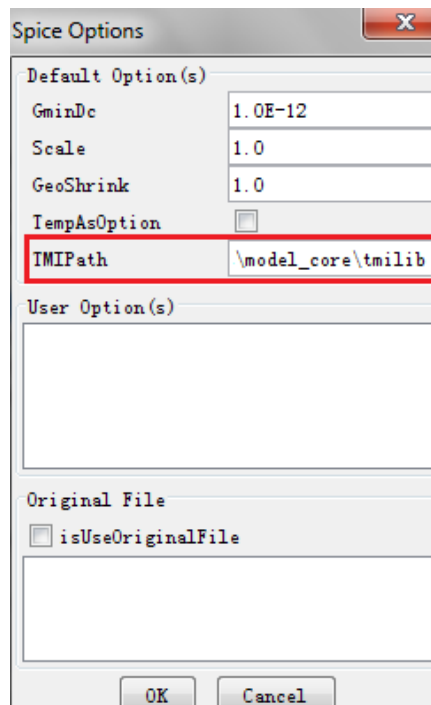 Spice Options
Default Option(s)
GminDc 1.0E-12
Scale 1.0
GeoShrink 1.0
TempAsOption
TMIPath \model_core\tmilib
User Option(s)
Original File
isUseOriginalFile
OK Cancel